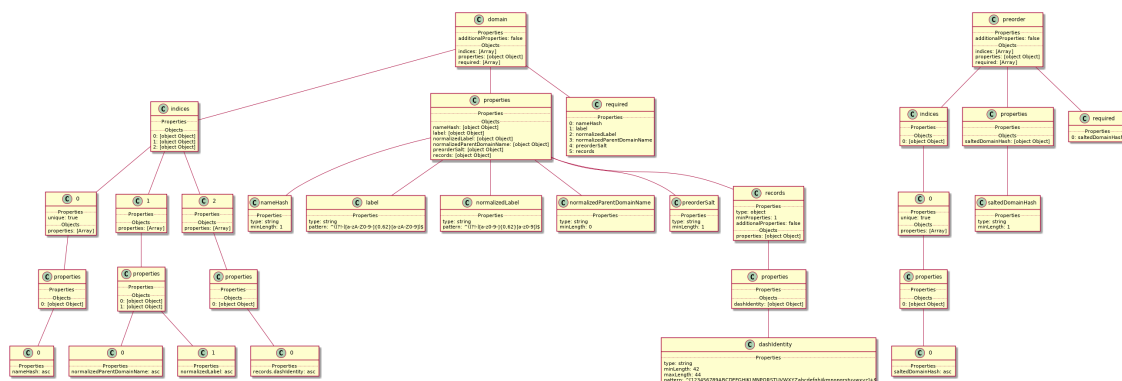 C domain
Properties
additionalProperties: false
Objects
indices: [Array]
properties: [object Object]
required: [Array]
C preorder
Properties
additionalProperties: false
Objects
indices: [Array]
properties: [object Object]
required: [Array]
C indices
Properties
Objects
0: [object Object]
1: [object Object]
2: [object Object]
C properties
Properties
Objects
nameHash: [object Object]
label: [object Object]
normalizedLabel: [object Object]
normalizedParentDomainName: [object Object]
preorderSalt: [object Object]
records: [object Object]
C required
Properties
0: nameHash
1: label
2: normalizedLabel
3: normalizedParentDomainName
4: preorderSalt
5: records
C indices
Properties
Objects
0: [object Object]
C properties
Properties
Objects
saltedDomainHash: [object Object]
C required
Properties
0: saltedDomainHash
C 0
Properties
unique: true
Objects
properties: [Array]
C 1
Properties
Objects
properties: [Array]
C 2
Properties
Objects
properties: [Array]
C nameHash
Properties
type: string
minLength: 1
C label
Properties
type: string
C normalizedLabel
Properties
type: string
C normalizedParentDomainName
Properties
type: string
minLength: 0
C preorderSalt
Properties
type: string
minLength: 1
C records
Properties
type: object
minProperties: 1
additionalProperties: false
Objects
properties: [object Object]
C 0
Properties
unique: true
Objects
properties: [Array]
C saltedDomainHash
Properties
type: string
minLength: 1
C properties
Properties
Objects
0: [object Object]
C properties
Properties
Objects
0: [object Object]
1: [object Object]
C properties
Properties
Objects
0: [object Object]
C properties
Properties
Objects
dashIdentity: [object Object]
C properties
Properties
Objects
0: [object Object]
C 0
Properties
nameHash: asc
C 0
Properties
normalizedParentDomainName: asc
C 1
Properties
normalizedLabel: asc
C 0
Properties
records.dashIdentity: asc
C dashIdentity
Properties
type: string
minLength: 42
maxLength: 44
pattern:
C 0
Properties
saltedDomainHash: asc